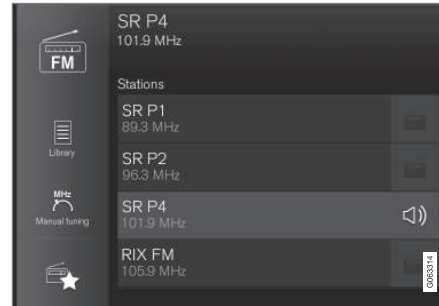 SR P4
101.9 MHz
FM
Stations
SR P1
89.3 MHz
Library
SR P2
96.3 MHz
MHz
Manual tuning
SR P4
101.9 MHz
RIX FM
105.9 MHz
G063314